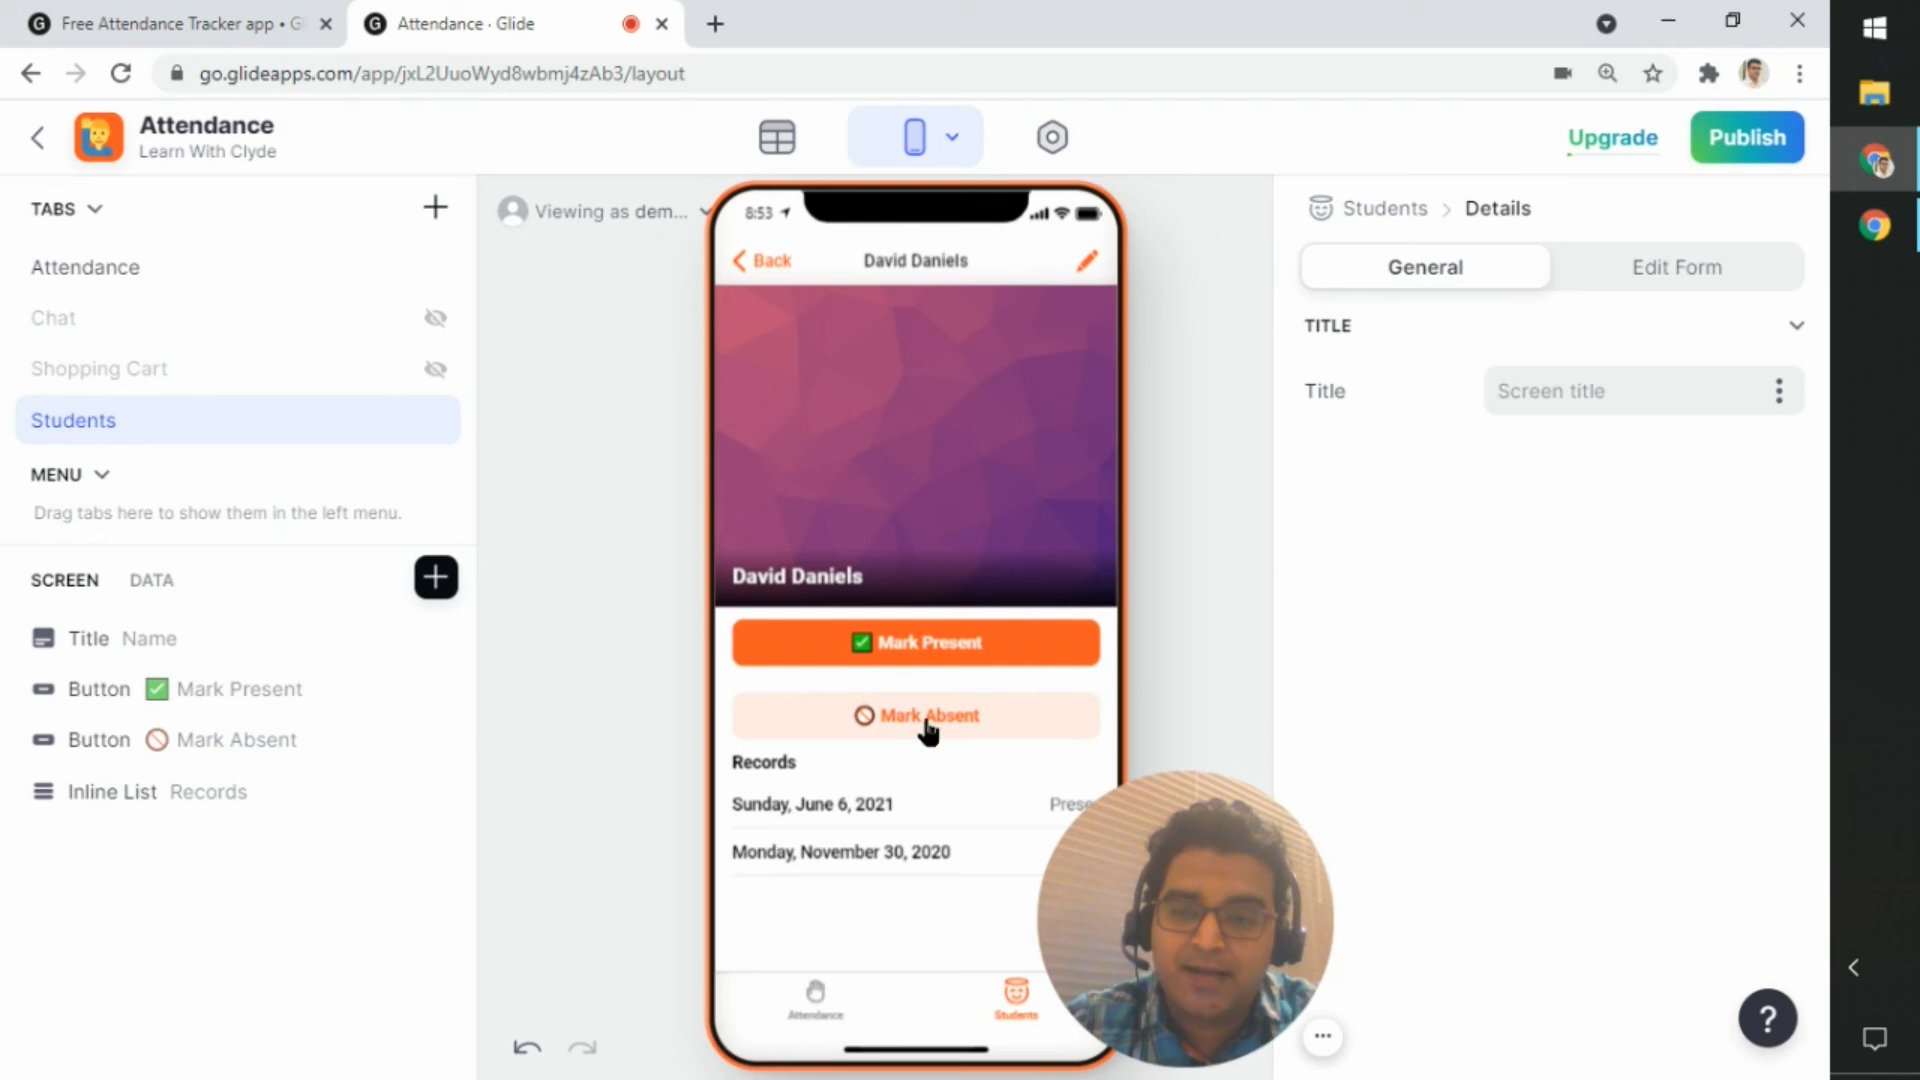 Free Attendance Tracker app • G
Attendance · Glide
go.glideapps.com/app/jxL2UuoWyd8wbmj4zAb3/layout
Attendance
Learn With Clyde
Upgrade
Publish
TABS
Attendance
Chat
Shopping Cart
Students
MENU
Drag tabs here to show them in the left menu.
SCREEN DATA
Title Name
Button ✅ Mark Present
Button 🚫 Mark Absent
Inline List Records
Viewing as dem...
8:53
Back
David Daniels
David Daniels
✅ Mark Present
🚫 Mark Absent
Records
Sunday, June 6, 2021 Prese
Monday, November 30, 2020
Attendance
Students
Students > Details
General
Edit Form
TITLE
Title
Screen title
?